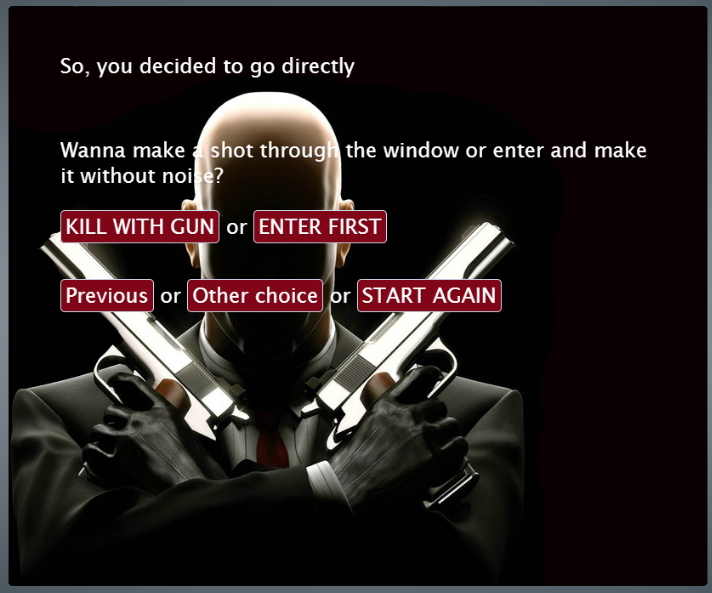 So, you decided to go directly
Wanna make a shot through the window or enter and make
it without noise?
KILL WITH GUN or ENTER FIRST
Previous or Other choice or START AGAIN